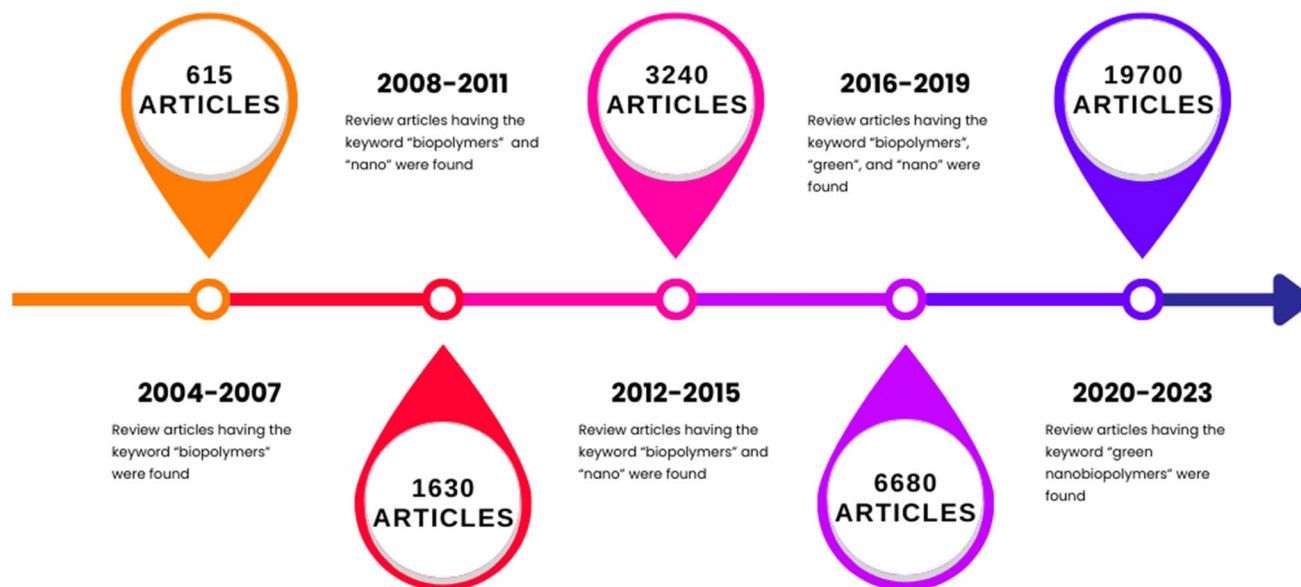 615
ARTICLES
2004-2007
Review articles having the
keyword “biopolymers”
were found
2008-2011
Review articles having the
keyword “biopolymers” and
“nano” were found
1630
ARTICLES
3240
ARTICLES
2012-2015
Review articles having the
keyword “biopolymers” and
“nano” were found
2016-2019
Review articles having the
keyword “biopolymers”,
“green”, and “nano” were
found
6680
ARTICLES
19700
ARTICLES
2020-2023
Review articles having the
keyword “green
nanobiopolymers” were
found